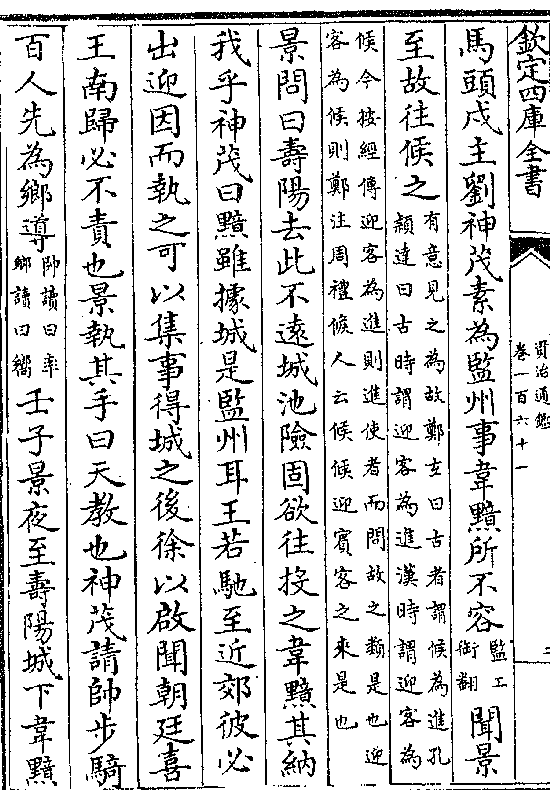 欽定四庫全書
資治通鑑
卷一百六十一
馬頭戍主劉神茂素為監州事韋黯所不容監工銜翻聞景
至故往候之有意見之為故鄭玄曰古者謂候為進孔頴達曰古時謂迎客為進漢時謂迎客為
候今按經傳迎客為進則進使者而問故之類是也迎客為候則鄭注周禮候人云候候迎賓客之來是也
景問曰壽陽去此不遠城池險固欲往投之韋黯其納
我乎神茂曰黯雖據城是監州耳王若馳至近郊彼必
出迎因而執之可以集事得城之後徐以啟聞朝廷喜
王南歸必不責也景執其手曰天教也神茂請帥步騎
百人先為鄉導帥讀曰率鄉讀曰嚮壬子景夜至壽陽城下韋黯